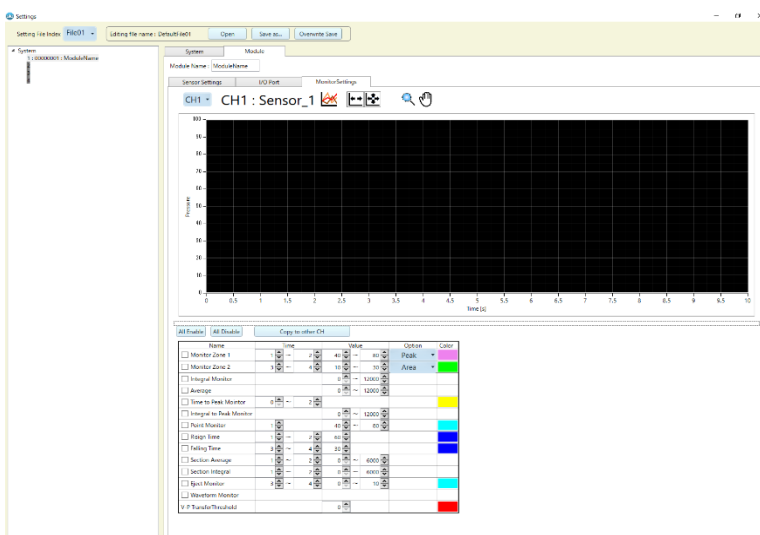 Settings
Setting File Index File01 Editing file name : DefaultFile01 Open Save as... Overwrite Save
System
1 : 00000001 : ModuleName
System Module
Module Name : ModuleName
Sensor Settings I/O Port Monitor Settings
CH1 CH1 : Sensor_1
100
90
80
70
60
50
40
30
20
10
0
Pressure
0 0.5 1 1.5 2 2.5 3 3.5 4 4.5 5 5.5 6 6.5 7 7.5 8 8.5 9 9.5 10
Time [s]
All Enable All Disable Copy to other CH
Name Time Value Option Color
Monitor Zone 1 1 ~ 2 40 ~ 80 Peak
Monitor Zone 2 3 ~ 4 10 ~ 30 Area
Integral Monitor 0 ~ 12000
Average 0 ~ 12000
Time to Peak Monitor 0 ~ 2
Integral to Peak Monitor 0 ~ 12000
Point Monitor 1 40 ~ 80
Rising Time 1 ~ 2 60
Falling Time 3 ~ 4 30
Section Average 1 ~ 2 0 ~ 6000
Section Integral 1 ~ 2 0 ~ 6000
Eject Monitor 3 ~ 4 0 ~ 10
Waveform Monitor
V-P TransferThreshold 0